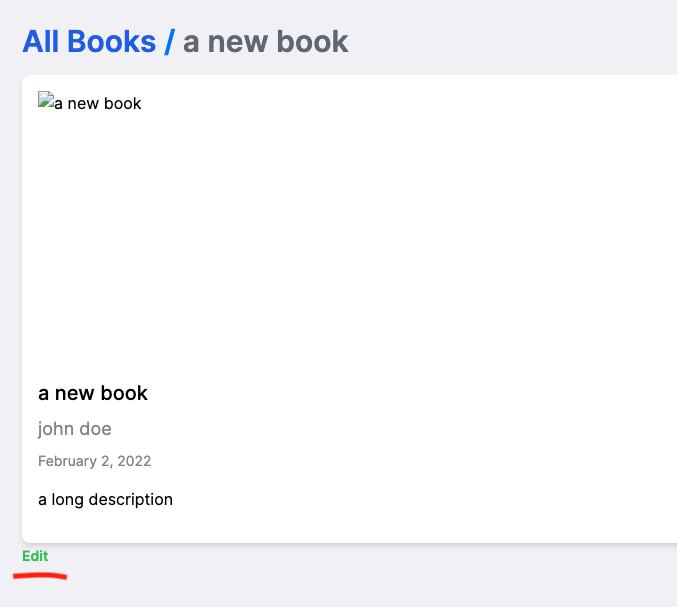 All Books / a new book
a new book
a new book
john doe
February 2, 2022
a long description
Edit